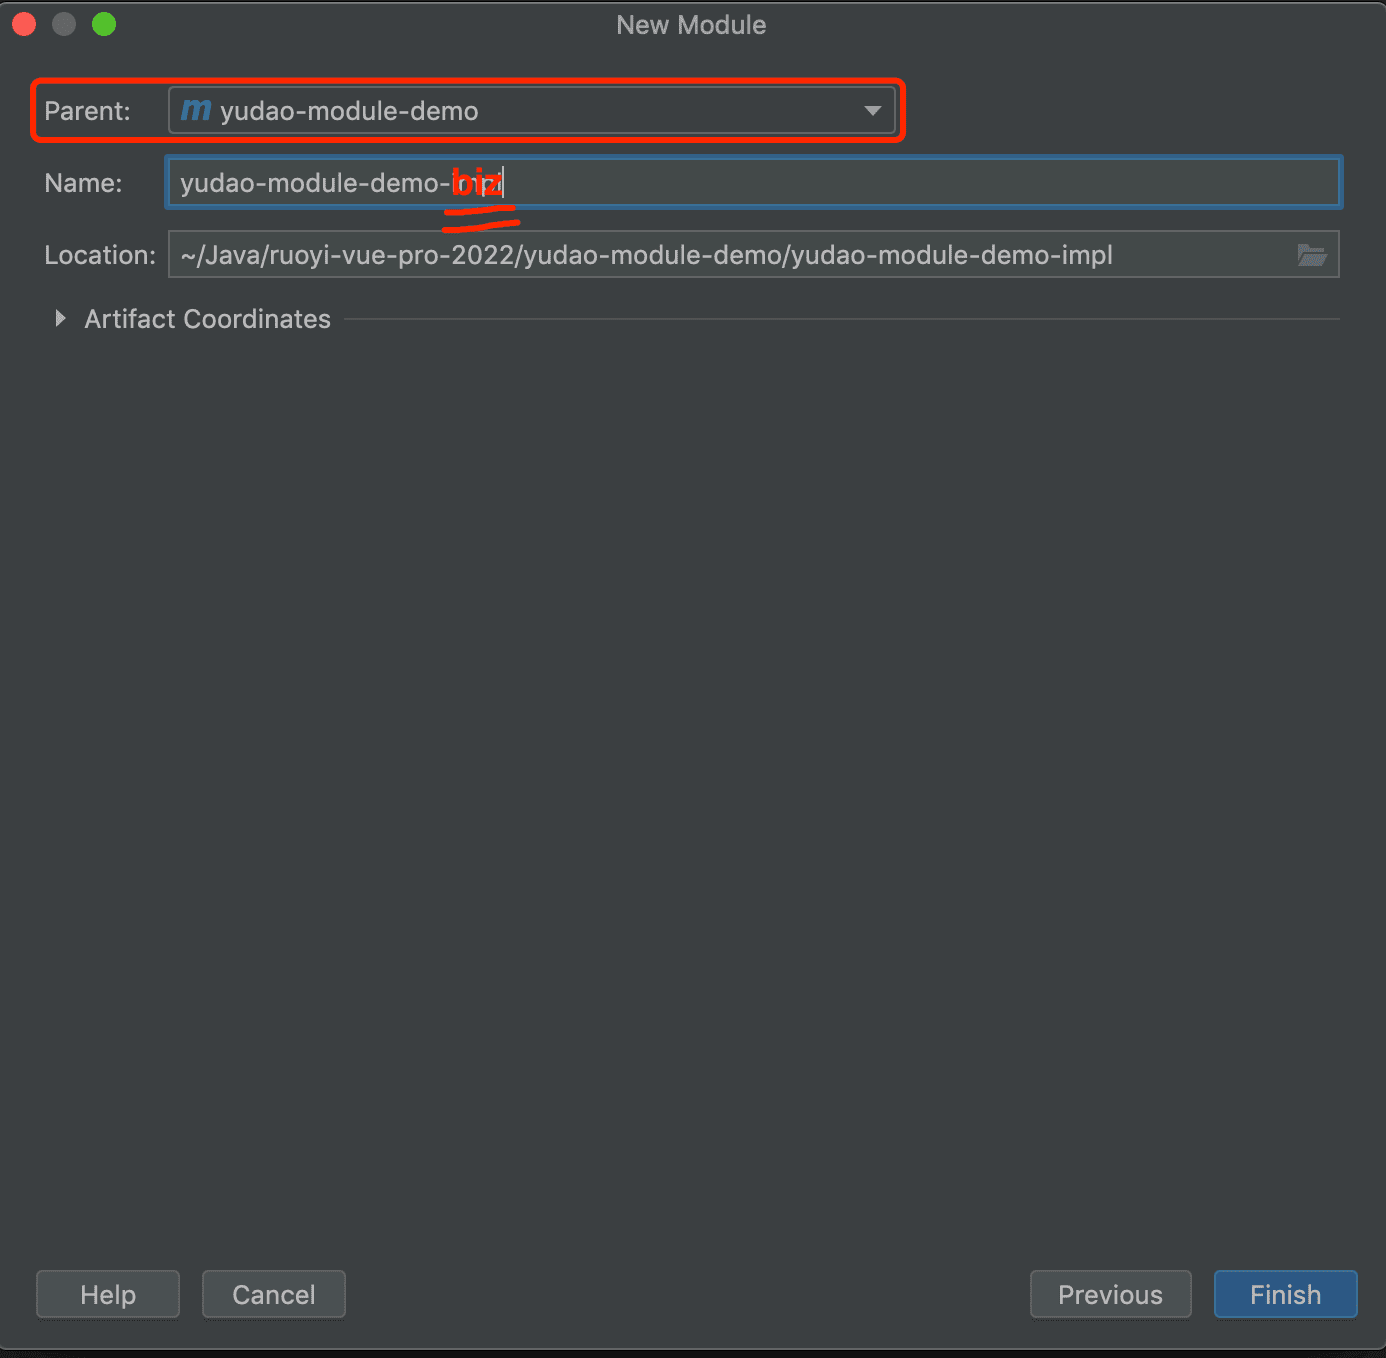 New Module
Parent: m yudao-module-demo
Name: yudao-module-demo-biz
Location: ~/Java/ruoyi-vue-pro-2022/yudao-module-demo/yudao-module-demo-impl
Artifact Coordinates
Help Cancel Previous Finish